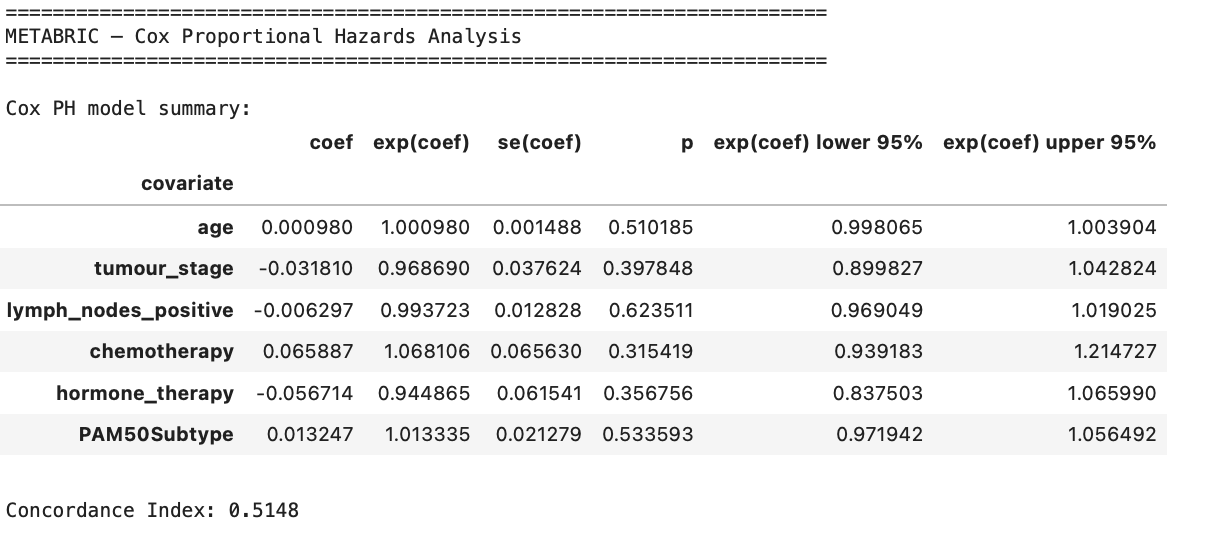 ======================================================================
METABRIC — Cox Proportional Hazards Analysis
======================================================================
Cox PH model summary:
coef exp(coef) se(coef) p exp(coef) lower 95% exp(coef) upper 95%
covariate
age 0.000980 1.000980 0.001488 0.510185 0.998065 1.003904
tumour_stage -0.031810 0.968690 0.037624 0.397848 0.899827 1.042824
lymph_nodes_positive -0.006297 0.993723 0.012828 0.623511 0.969049 1.019025
chemotherapy 0.065887 1.068106 0.065630 0.315419 0.939183 1.214727
hormone_therapy -0.056714 0.944865 0.061541 0.356756 0.837503 1.065990
PAM50Subtype 0.013247 1.013335 0.021279 0.533593 0.971942 1.056492
Concordance Index: 0.5148